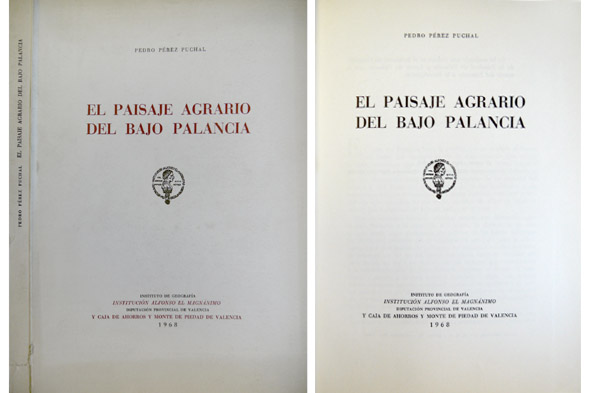 PEDRO PÉREZ PUCHAL EL PAISAJE AGRARIO DEL BAJO PALANCIA
PEDRO PÉREZ PUCHAL
EL PAISAJE AGRARIO
DEL BAJO PALANCIA
INSTITUTO DE GEOGRAFÍA
INSTITUCIÓN ALFONSO EL MAGNÁNIMO
DIPUTACIÓN PROVINCIAL DE VALENCIA
Y CAJA DE AHORROS Y MONTE DE PIEDAD DE VALENCIA
1968
PEDRO PÉREZ PUCHAL
EL PAISAJE AGRARIO
DEL BAJO PALANCIA
INSTITUTO DE GEOGRAFÍA
INSTITUCIÓN ALFONSO EL MAGNÁNIMO
DIPUTACIÓN PROVINCIAL DE VALENCIA
Y CAJA DE AHORROS Y MONTE DE PIEDAD DE VALENCIA
1968